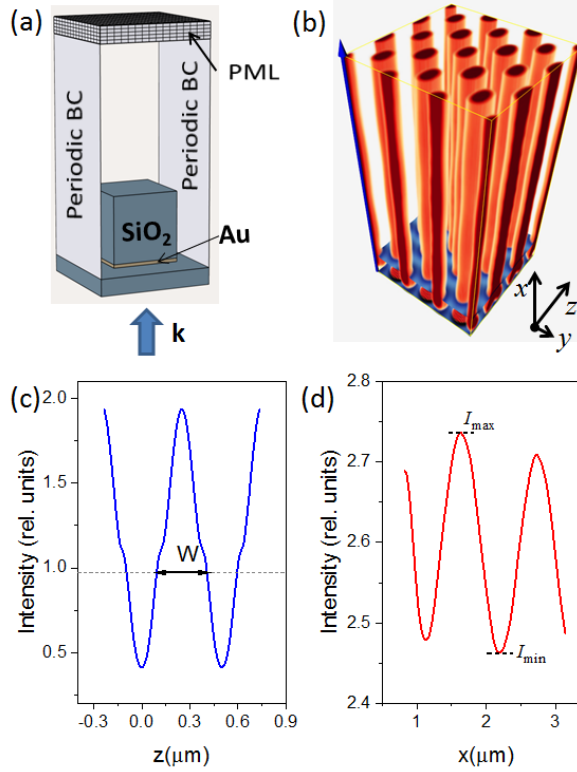 (a)
PML
Periodic BC
Periodic BC
SiO₂
Au
k
(b)
x
z
y
(c)
2.0
1.5
1.0
0.5
W
Intensity (rel. units)
-0.3 0.0 0.3 0.6 0.9
z(μm)
(d)
2.8
2.7
2.6
2.5
2.4
Imax
Imin
Intensity (rel. units)
1 2 3
x(μm)